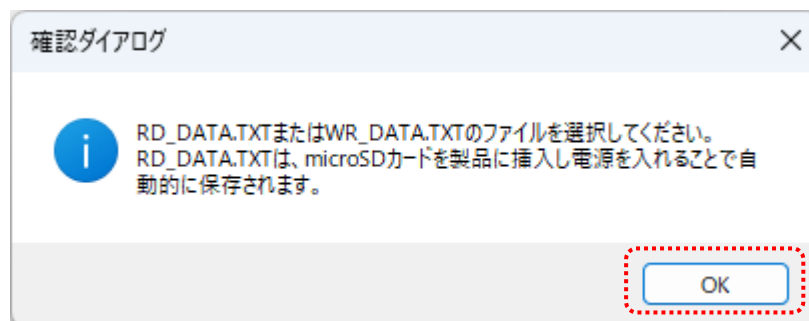 確認ダイアログ
RD_DATA.TXTまたはWR_DATA.TXTのファイルを選択してください。
RD_DATA.TXTは、microSDカードを製品に挿入し電源を入れることで自
動的に保存されます。
OK